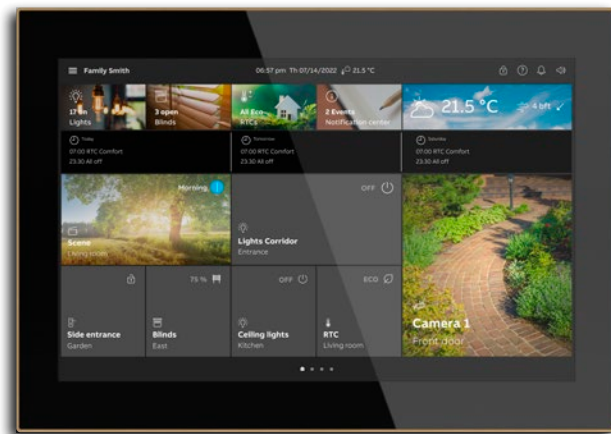 Family Smith
06:57 pm Th 07/14/2022 21.5 °C
17 on
Lights
3 open
Blinds
All Eco
RTCs
2 Events
Notification center
21.5 °C
4 bft
Today
07:00 RTC Comfort
23:30 All off
Tomorrow
07:00 RTC Comfort
23:30 All off
Saturday
07:00 RTC Comfort
23:30 All off
Morning
Scene
Living room
OFF
Lights Corridor
Entrance
Camera 1
Front door
Side entrance
Garden
75 %
Blinds
East
OFF
Ceiling lights
Kitchen
ECO
RTC
Living room